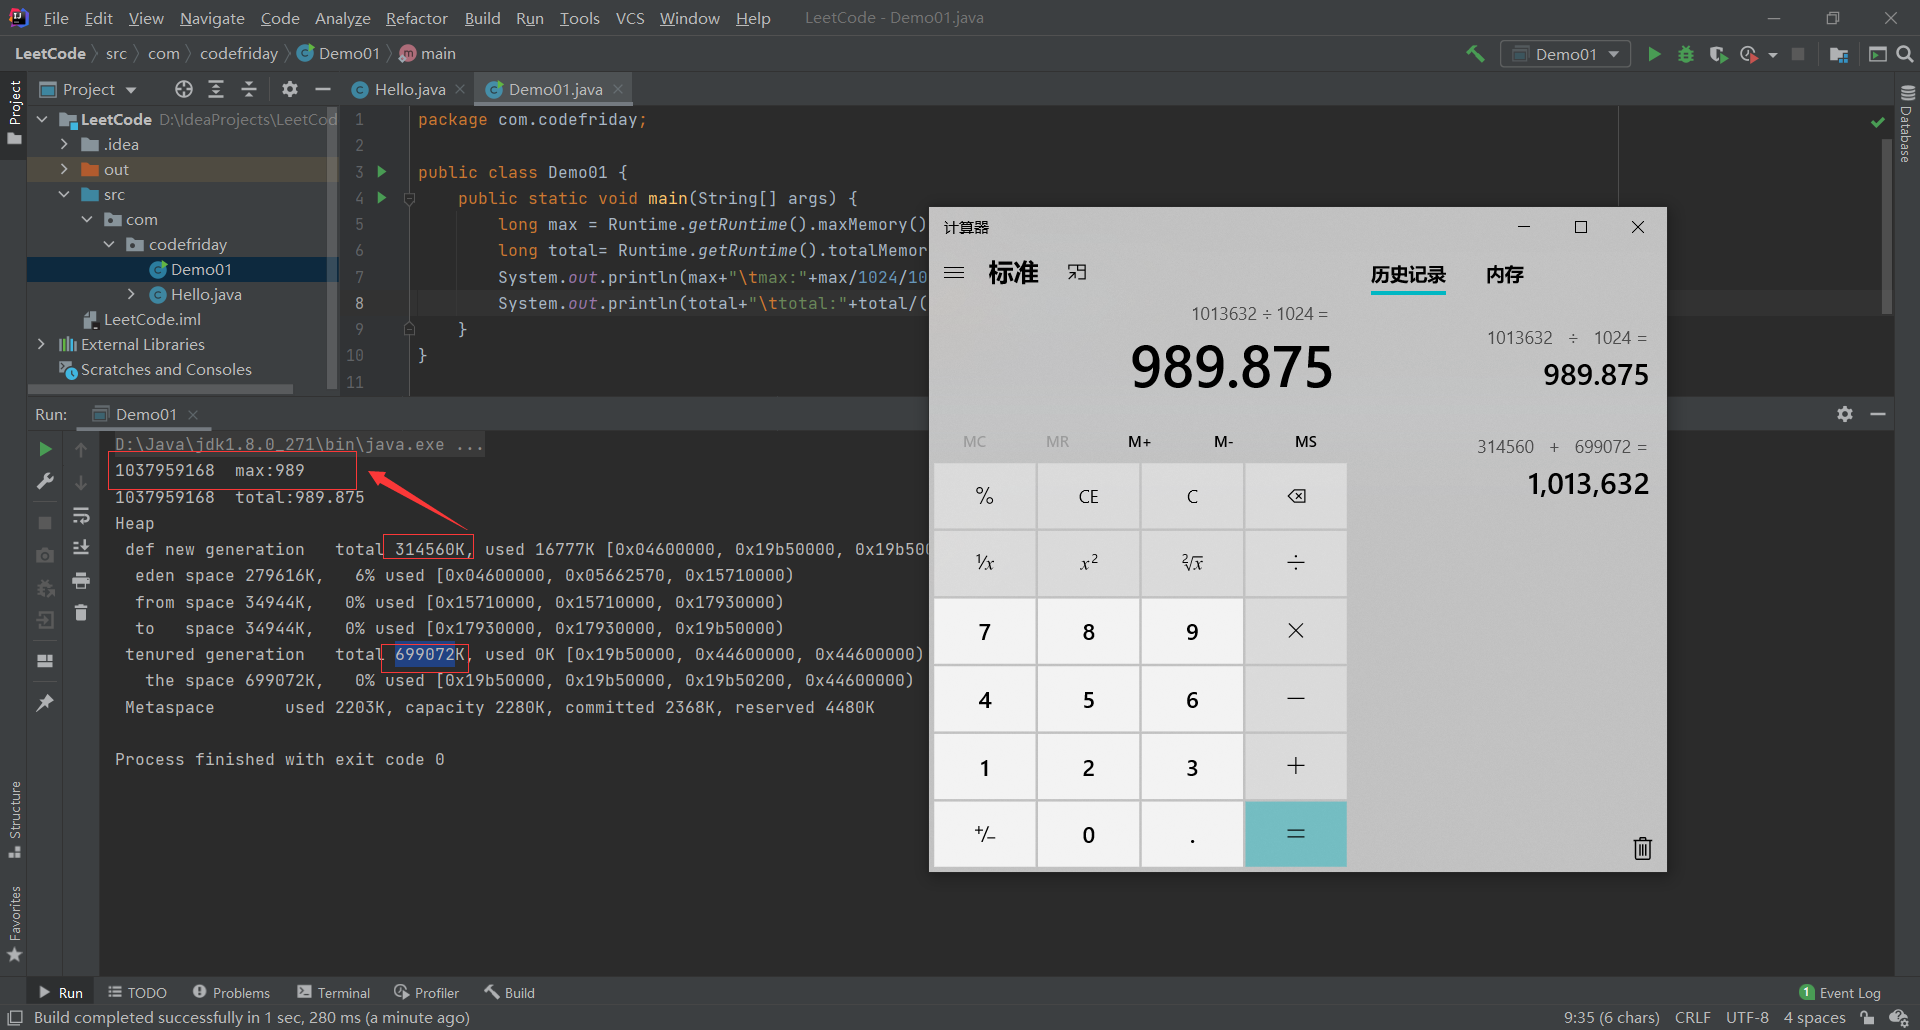 File Edit View Navigate Code Analyze Refactor Build Run Tools VCS Window Help LeetCode - Demo01.java
LeetCode src com codefriday Demo01 main
Demo01
Project
Hello.java
Demo01.java
Project
LeetCode D:\IdeaProjects\LeetCod
.idea
out
src
com
codefriday
Demo01
Hello.java
LeetCode.iml
External Libraries
Scratches and Consoles
1 package com.codefriday;
2
3 public class Demo01 {
4 public static void main(String[] args) {
5 long max = Runtime.getRuntime().maxMemory()
6 long total= Runtime.getRuntime().totalMemor
7 System.out.println(max+"\tmax:"+max/1024/10
8 System.out.println(total+"\ttotal:"+total/(
9 }
10 }
11
Database
Run: Demo01
D:\Java\jdk1.8.0_271\bin\java.exe ...
1037959168 max:989
1037959168 total:989.875
Heap
def new generation total 314560K, used 16777K [0x04600000, 0x19b50000, 0x19b500
eden space 279616K, 6% used [0x04600000, 0x05662570, 0x15710000)
from space 34944K, 0% used [0x15710000, 0x15710000, 0x17930000)
to space 34944K, 0% used [0x17930000, 0x17930000, 0x19b50000)
tenured generation total 699072K, used 0K [0x19b50000, 0x44600000, 0x44600000)
the space 699072K, 0% used [0x19b50000, 0x19b50000, 0x19b50200, 0x44600000)
Metaspace used 2203K, capacity 2280K, committed 2368K, reserved 4480K
Process finished with exit code 0
计算器
标准
历史记录 内存
1013632 ÷ 1024 =
989.875
1013632 ÷ 1024 =
989.875
314560 + 699072 =
1,013,632
MC MR M+ M- MS
% CE C
¹/x x² ²√x ÷
7 8 9 ×
4 5 6 −
1 2 3 +
+/− 0 . =
Structure
Favorites
Run TODO Problems Terminal Profiler Build
1 Event Log
Build completed successfully in 1 sec, 280 ms (a minute ago)
9:35 (6 chars) CRLF UTF-8 4 spaces